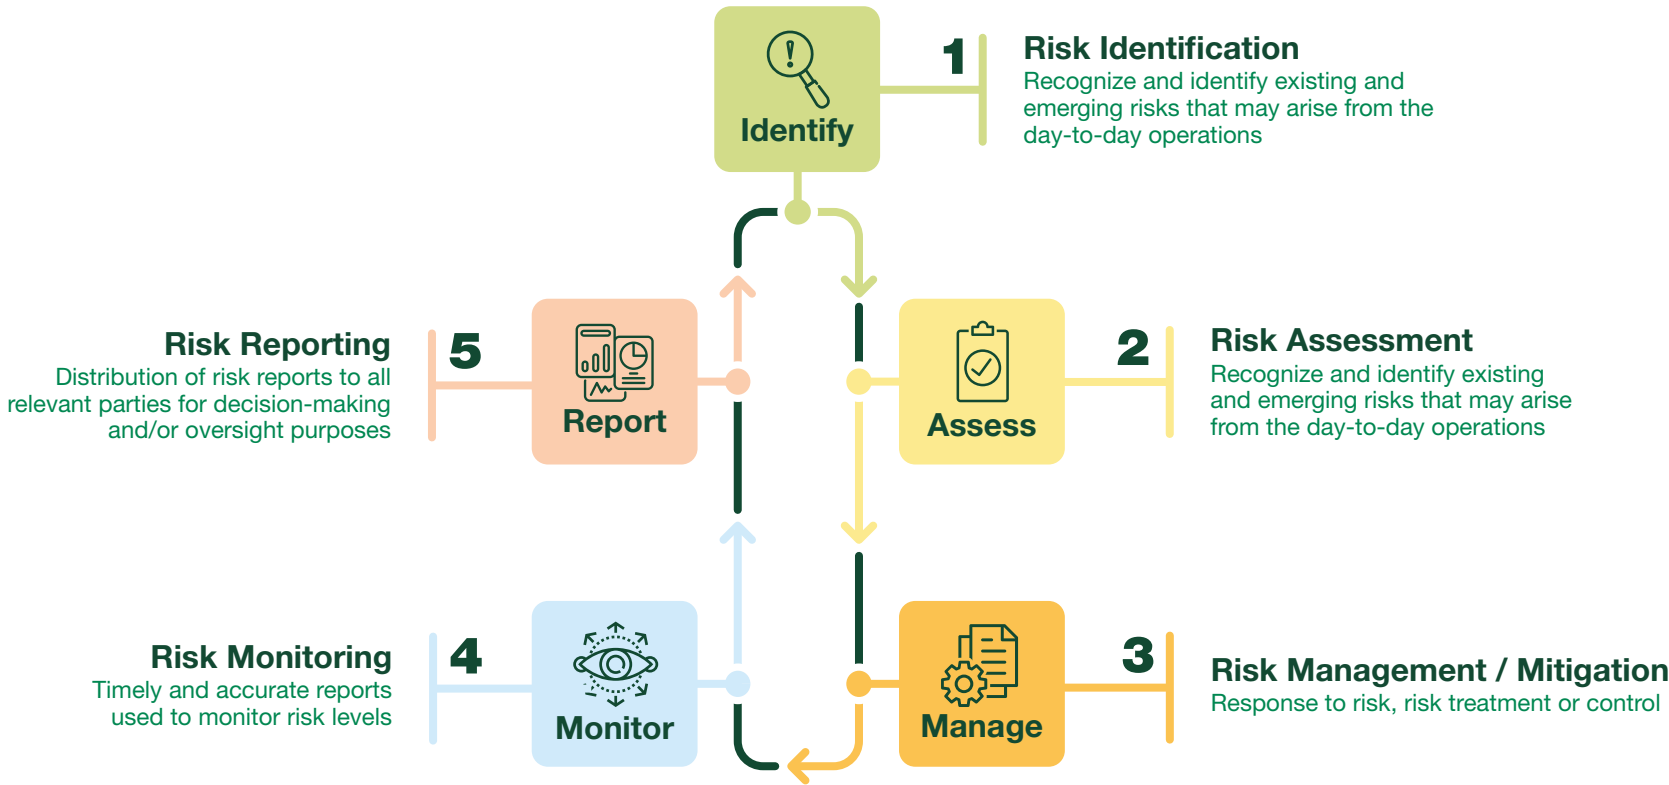 Identify
1
Risk Identification
Recognize and identify existing and
emerging risks that may arise from the
day-to-day operations
Assess
2
Risk Assessment
Recognize and identify existing
and emerging risks that may arise
from the day-to-day operations
Manage
3
Risk Management / Mitigation
Response to risk, risk treatment or control
Monitor
4
Risk Monitoring
Timely and accurate reports
used to monitor risk levels
Report
5
Risk Reporting
Distribution of risk reports to all
relevant parties for decision-making
and/or oversight purposes